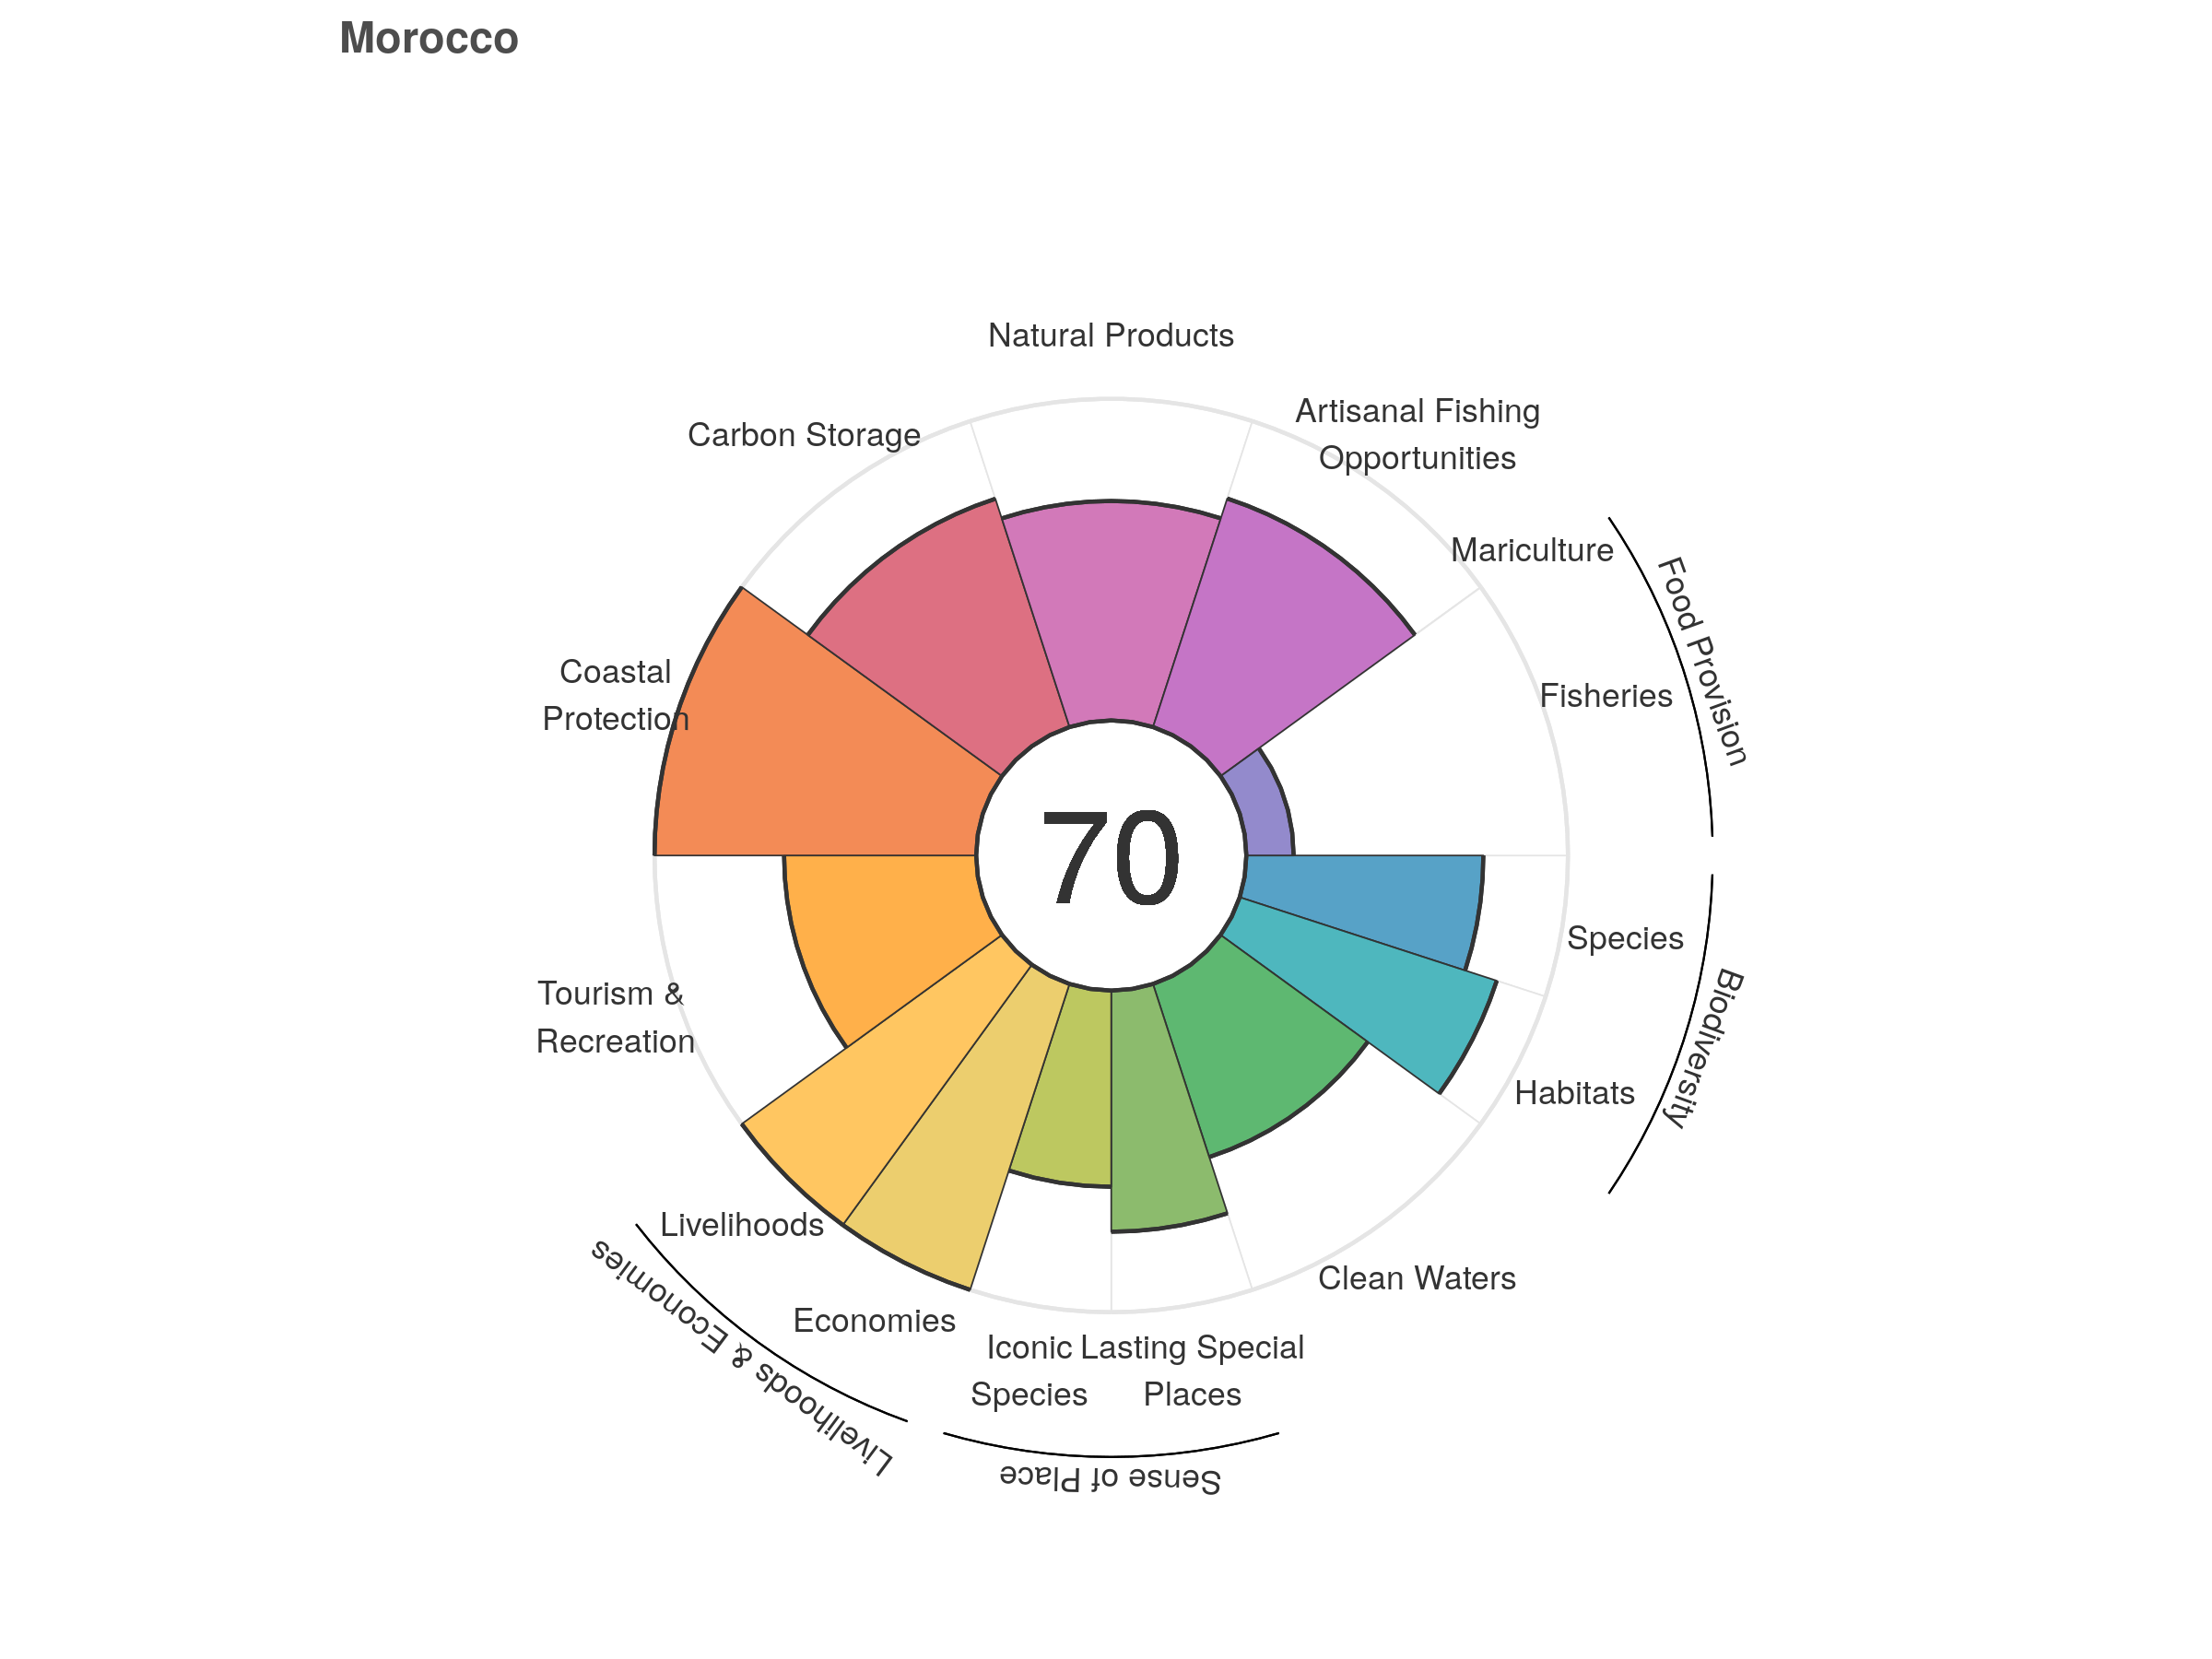 Morocco
Natural Products
Artisanal Fishing
Opportunities
Carbon Storage
Mariculture
Food Provision
Coastal
Protection
Fisheries
70
Species
Biodiversity
Tourism &
Recreation
Habitats
Livelihoods
Clean Waters
Economies
Livelihoods & Economies
Iconic
Species
Lasting Special
Places
Sense of Place